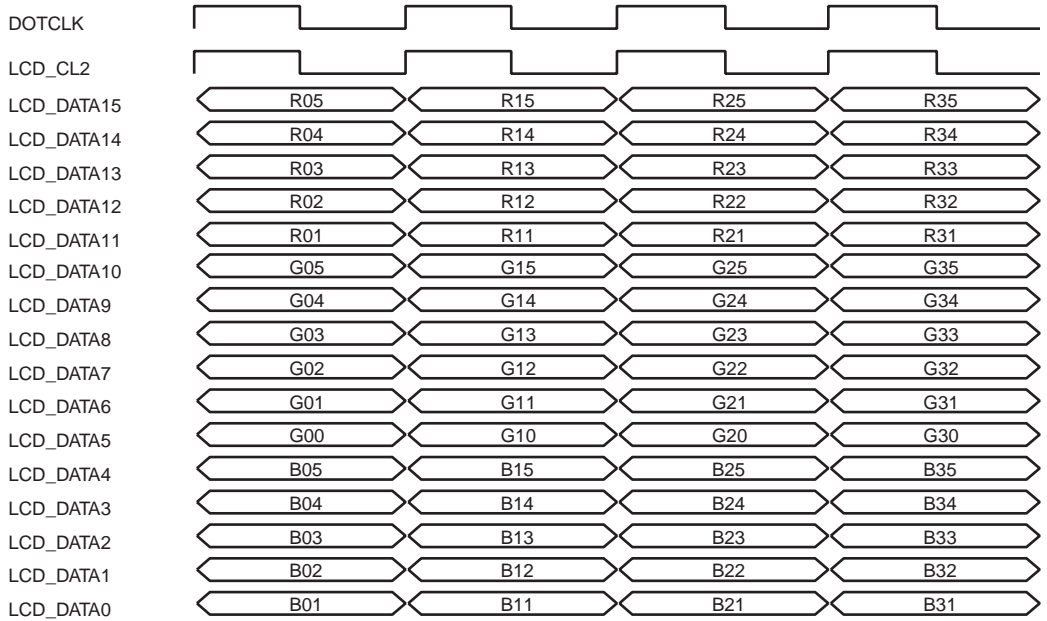 DOTCLK
LCD_CL2
LCD_DATA15 R05 R15 R25 R35
LCD_DATA14 R04 R14 R24 R34
LCD_DATA13 R03 R13 R23 R33
LCD_DATA12 R02 R12 R22 R32
LCD_DATA11 R01 R11 R21 R31
LCD_DATA10 G05 G15 G25 G35
LCD_DATA9 G04 G14 G24 G34
LCD_DATA8 G03 G13 G23 G33
LCD_DATA7 G02 G12 G22 G32
LCD_DATA6 G01 G11 G21 G31
LCD_DATA5 G00 G10 G20 G30
LCD_DATA4 B05 B15 B25 B35
LCD_DATA3 B04 B14 B24 B34
LCD_DATA2 B03 B13 B23 B33
LCD_DATA1 B02 B12 B22 B32
LCD_DATA0 B01 B11 B21 B31